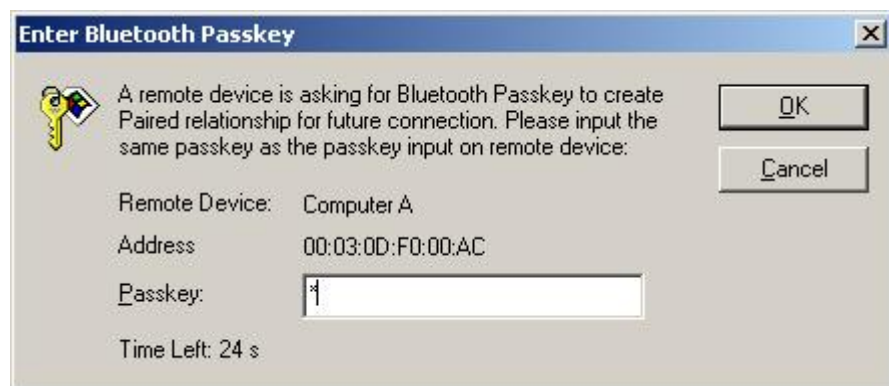 Enter Bluetooth Passkey
A remote device is asking for Bluetooth Passkey to create
Paired relationship for future connection. Please input the
same passkey as the passkey input on remote device:
OK
Cancel
Remote Device: Computer A
Address 00:03:0D:F0:00:AC
Passkey: *
Time Left: 24 s